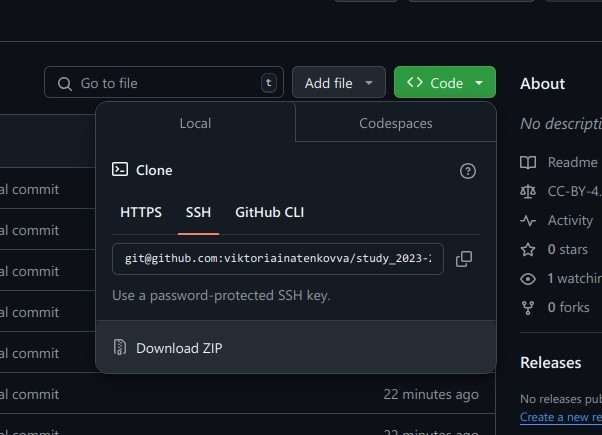 Go to file t Add file Code About
Local Codespaces
No descripti
Clone
Readme
al commit
HTTPS SSH GitHub CLI
CC-BY-4.
al commit
Activity
git@github.com:viktoriainatenkovva/study_2023-2
0 stars
al commit
1 watchin
Use a password-protected SSH key.
0 forks
al commit
Download ZIP
al commit
Releases
al commit 22 minutes ago
No releases pub
Create a new re
al commit 22 minutes ago